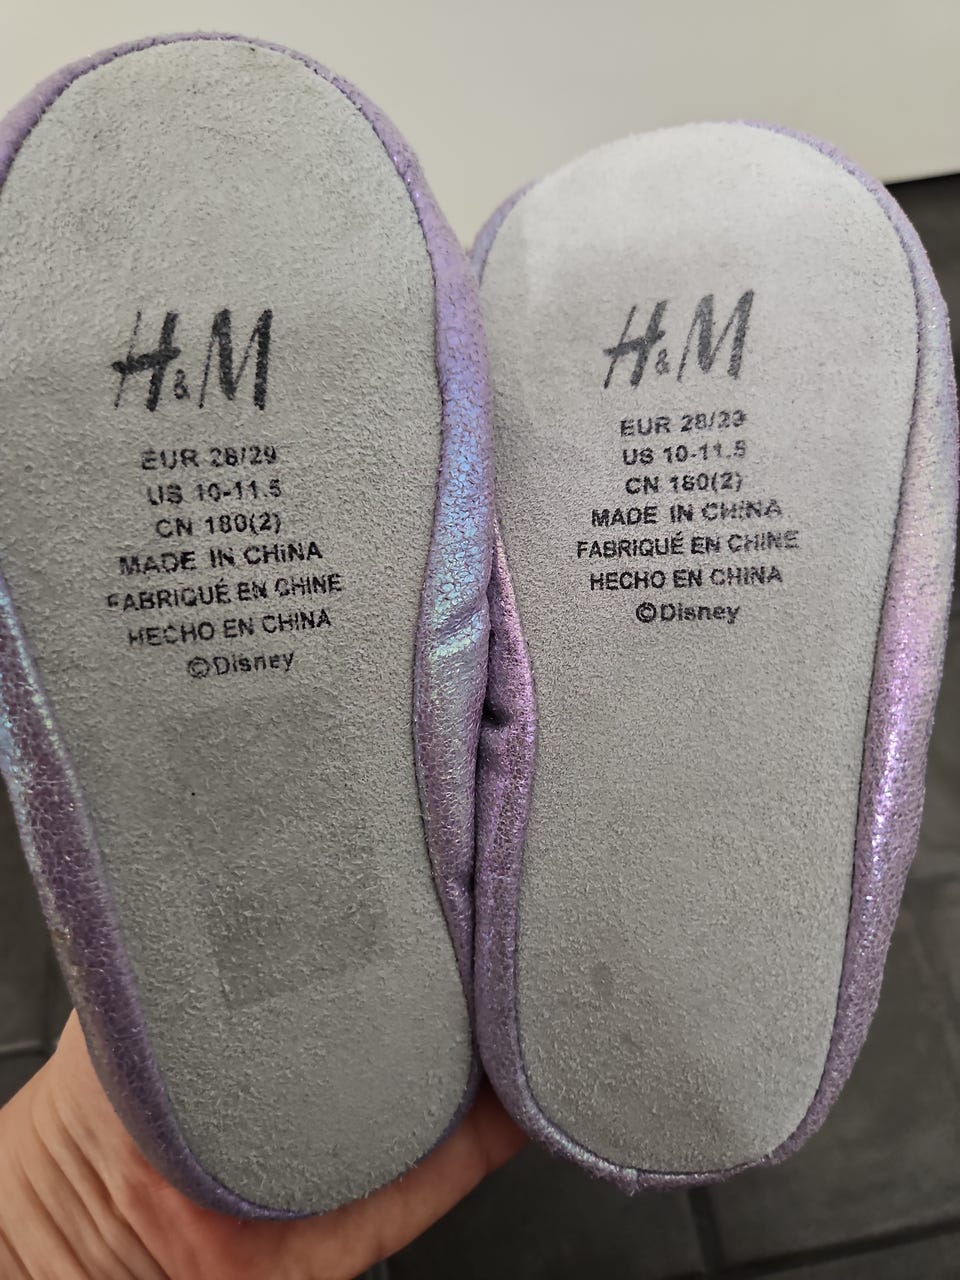 H&M
EUR 28/29
US 10-11.5
CN 180(2)
MADE IN CHINA
FABRIQUÉ EN CHINE
HECHO EN CHINA
©Disney
H&M
EUR 28/29
US 10-11.5
CN 180(2)
MADE IN CHINA
FABRIQUÉ EN CHINE
HECHO EN CHINA
©Disney